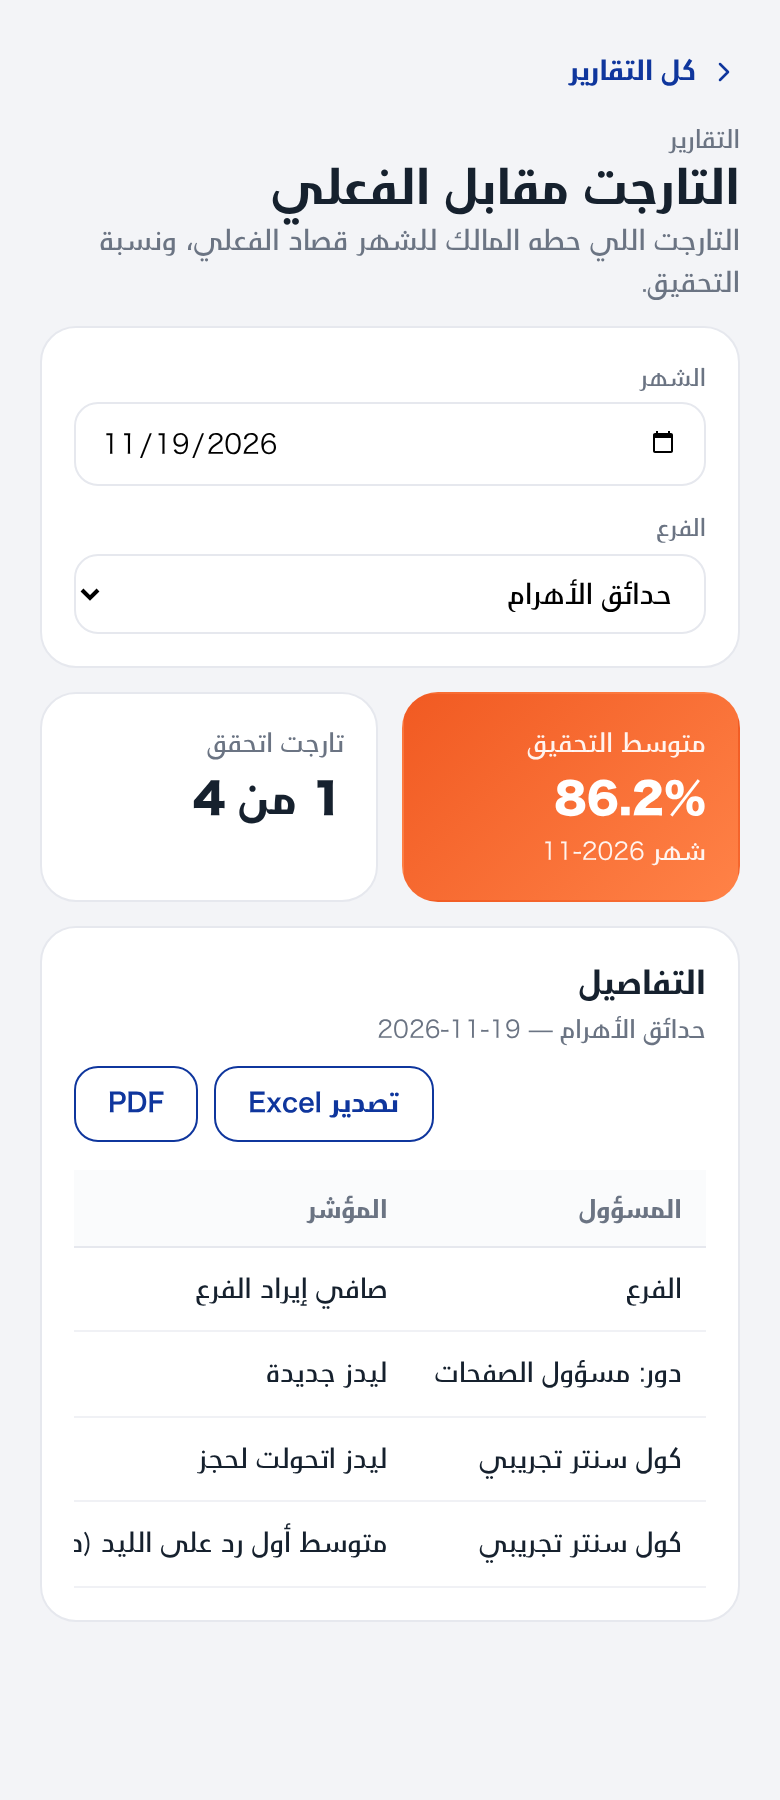 كل التقارير
التقارير
التارجت مقابل الفعلي
التارجت اللي حطه المالك للشهر قصاد الفعلي، ونسبة
التحقيق.
الشهر
11/19/2026
الفرع
حدائق الأهرام
متوسط التحقيق
86.2%
شهر 2026-11
تارجت اتحقق
1 من 4
التفاصيل
حدائق الأهرام — 2026-11-19
تصدير Excel
PDF
المسؤول المؤشر
الفرع صافي إيراد الفرع
دور: مسؤول الصفحات ليدز جديدة
كول سنتر تجريبي ليدز اتحولت لحجز
كول سنتر تجريبي متوسط أول رد على الليد